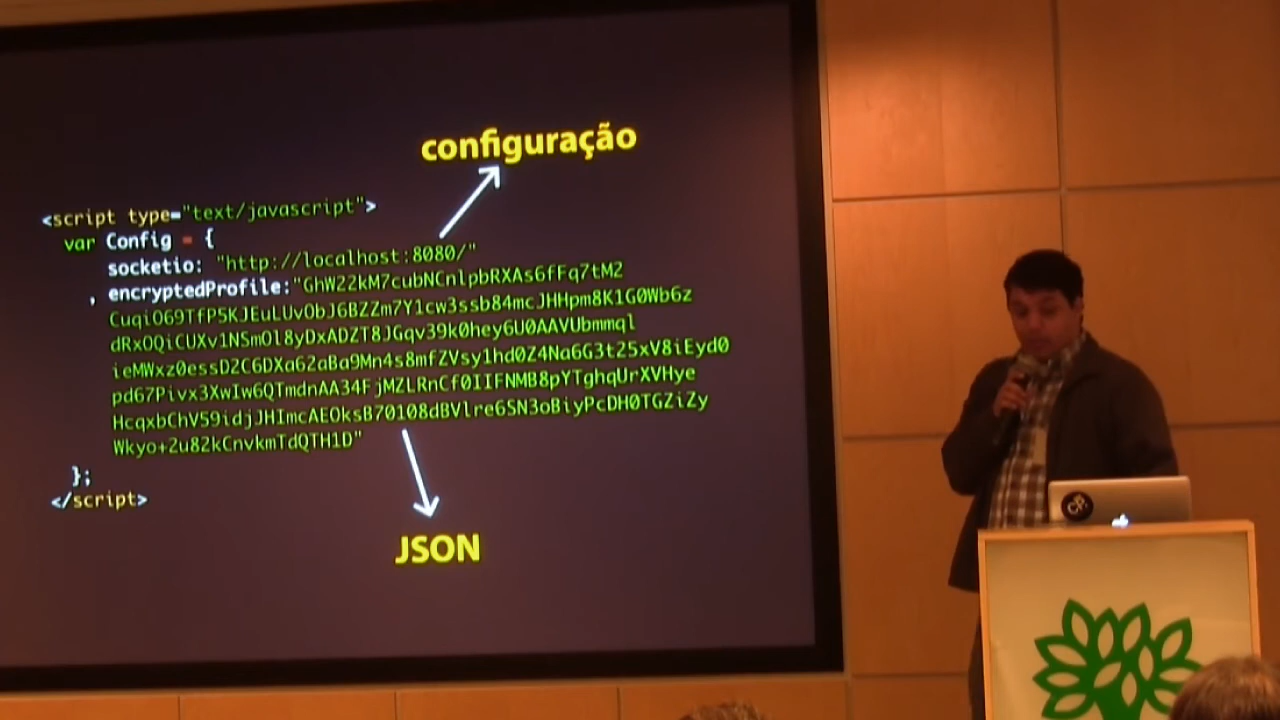 configuração
<script type="text/javascript">
var Config = {
socketio: "http://localhost:8080/"
, encryptedProfile:"GhW22kM7cubNCnlpbRXAs6fFq7tM2
CuqiO69TfP5KJEuLUvObJ6BZZm7Y1cw3ssb84mcJHHpm8K1G0Wb6z
dRxOQiCUXv1NSmOl8yDxADZT8JGqv39k0hey6U0AAVUbmmql
ieMWxz0essD2C6DXa62aBa9Mn4s8mfZVsy1hd0Z4Na6G3t25xV8iEyd0
pd67Pivx3XwIw6QTmdnAA34FjMZLRnCf0IIFNMB8pYTghqUrXVHye
HcqxbChV59idjJHImcAEOksB70108dBVlre6SN3oBiyPcDH0TGZiZy
Wkyo+2u82kCnvkmTdQTH1D"
};
</script>
JSON